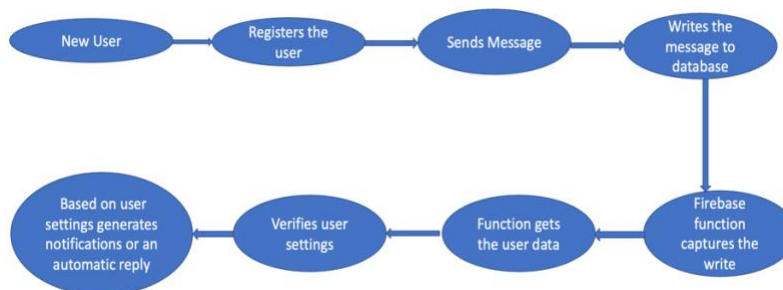 New User
Registers the
user
Sends Message
Writes the
message to
database
Firebase
function
captures the
write
Function gets
the user data
Verifies user
settings
Based on user
settings generates
notifications or an
automatic reply